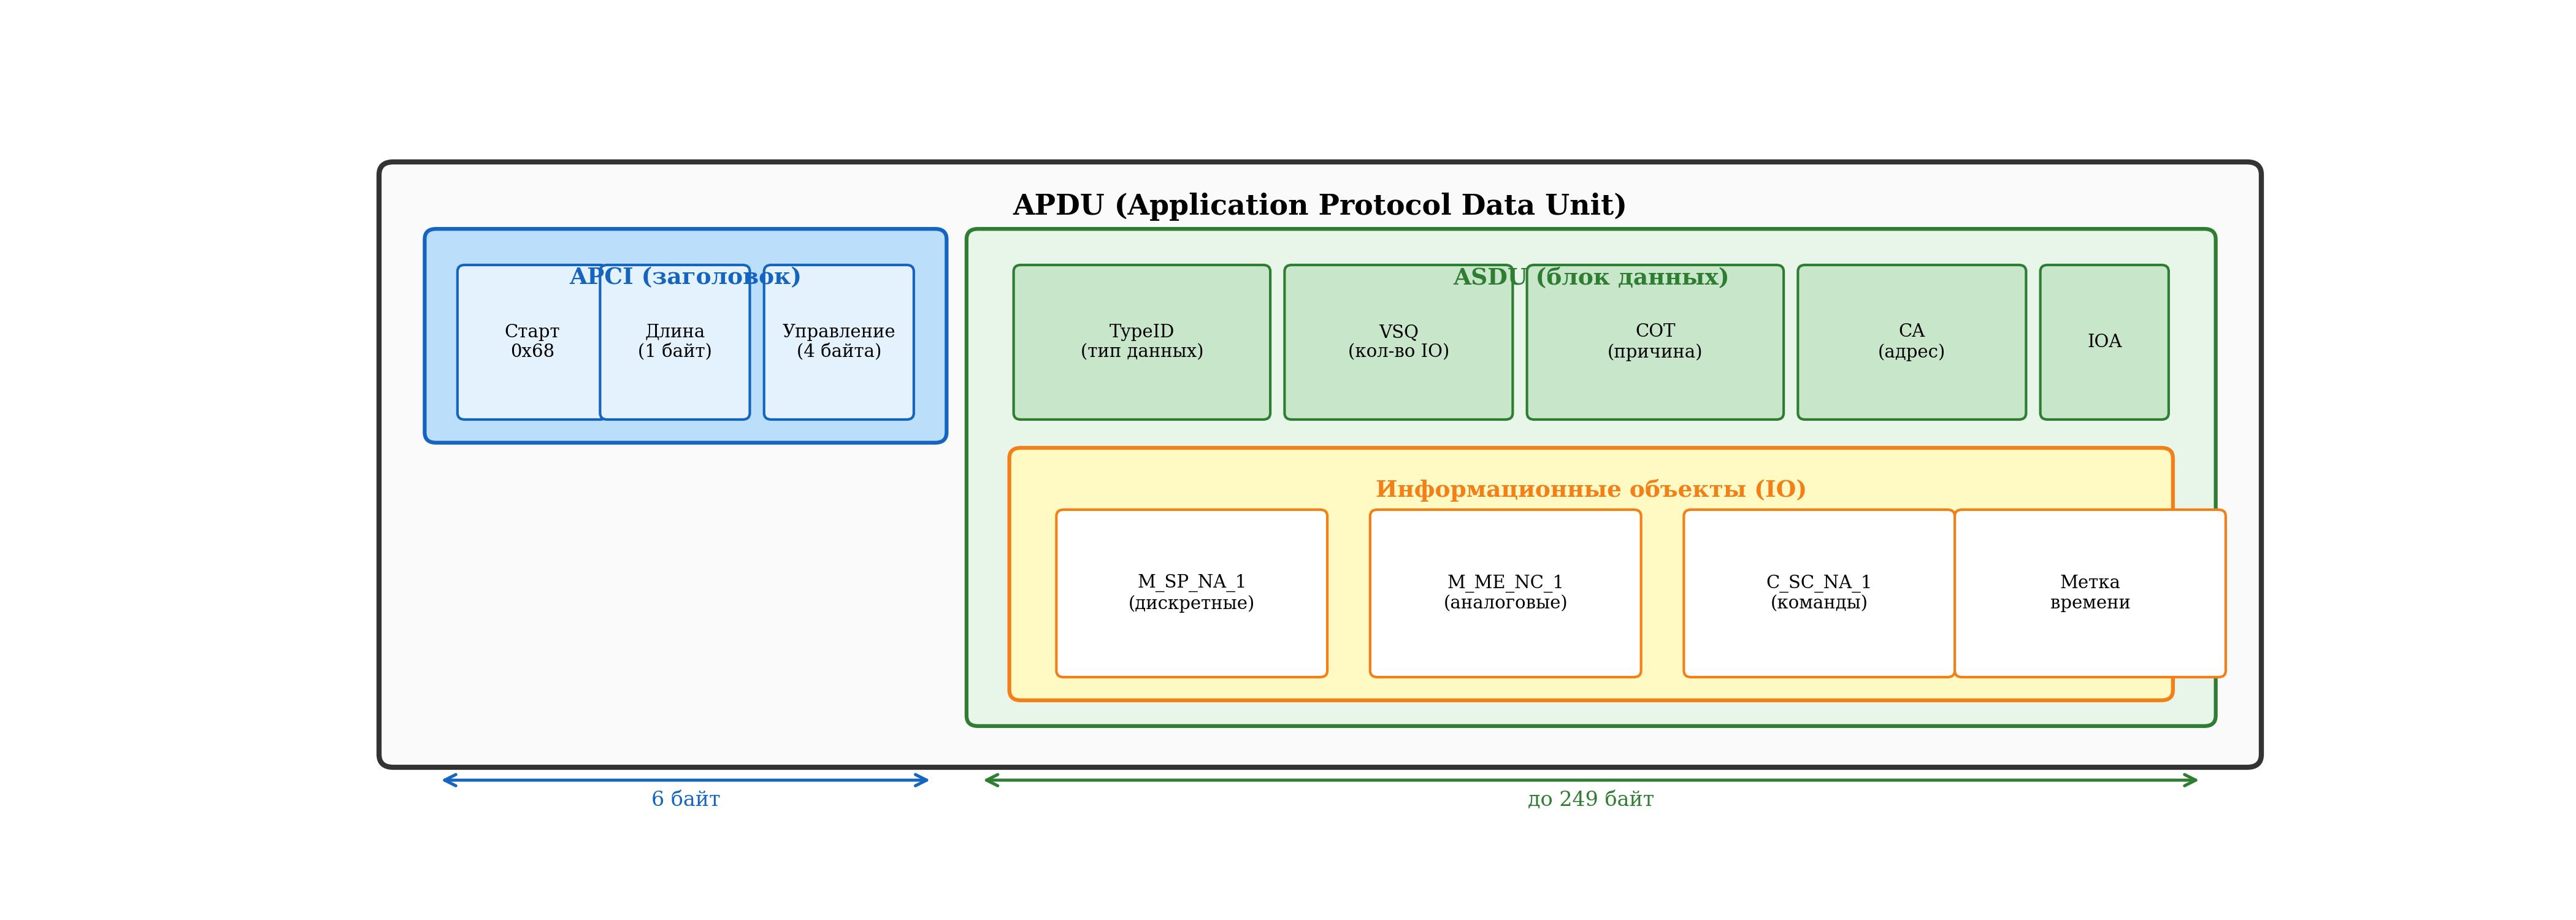 APDU (Application Protocol Data Unit)
APCI (заголовок)
Старт
0x68
Длина
(1 байт)
Управление
(4 байта)
ASDU (блок данных)
TypeID
(тип данных)
VSQ
(кол-во IO)
COT
(причина)
CA
(адрес)
IOA
Информационные объекты (IO)
M_SP_NA_1
(дискретные)
M_ME_NC_1
(аналоговые)
C_SC_NA_1
(команды)
Метка
времени
6 байт
до 249 байт